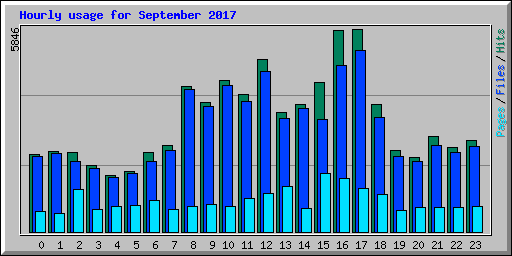 Hourly usage for September 2017
5846
Pages/Files/Hits
0 1 2 3 4 5 6 7 8 9 10 11 12 13 14 15 16 17 18 19 20 21 22 23